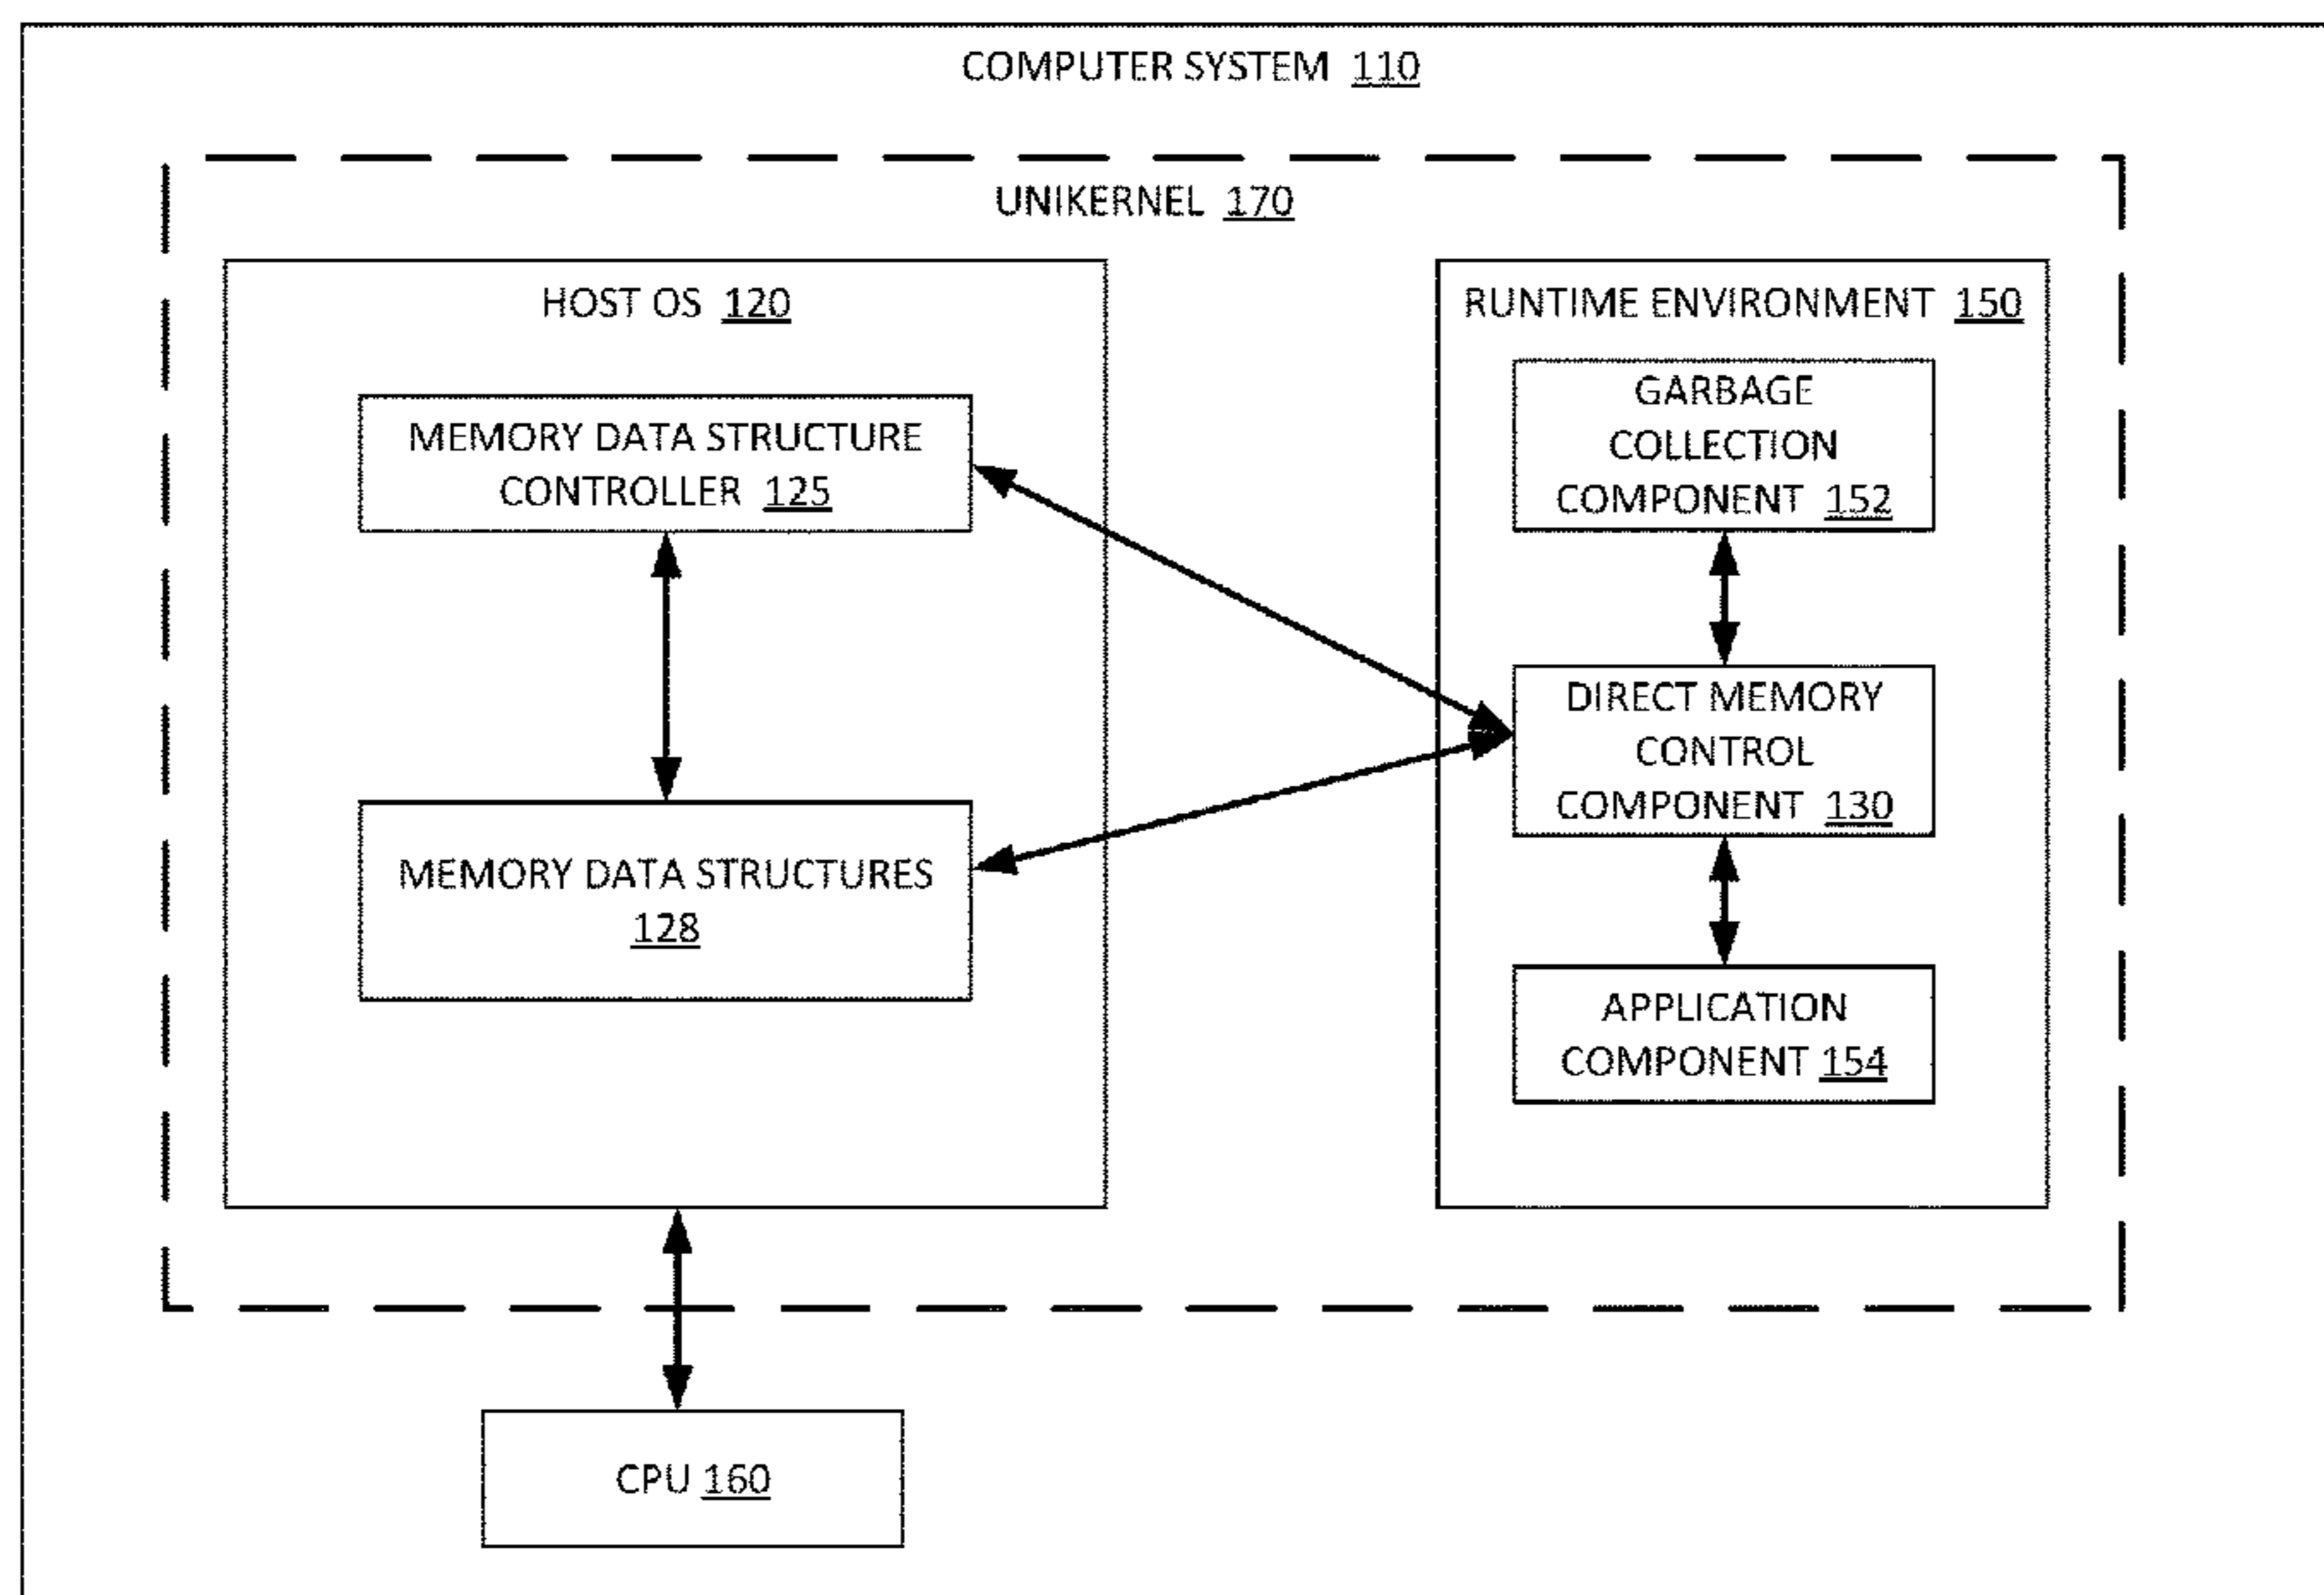 COMPUTER SYSTEM 110
UNIKERNEL 170
HOST OS 120
MEMORY DATA STRUCTURE
CONTROLLER 125
MEMORY DATA STRUCTURES
128
RUNTIME ENVIRONMENT 150
GARBAGE
COLLECTION
COMPONENT 152
DIRECT MEMORY
CONTROL
COMPONENT 130
APPLICATION
COMPONENT 154
CPU 160